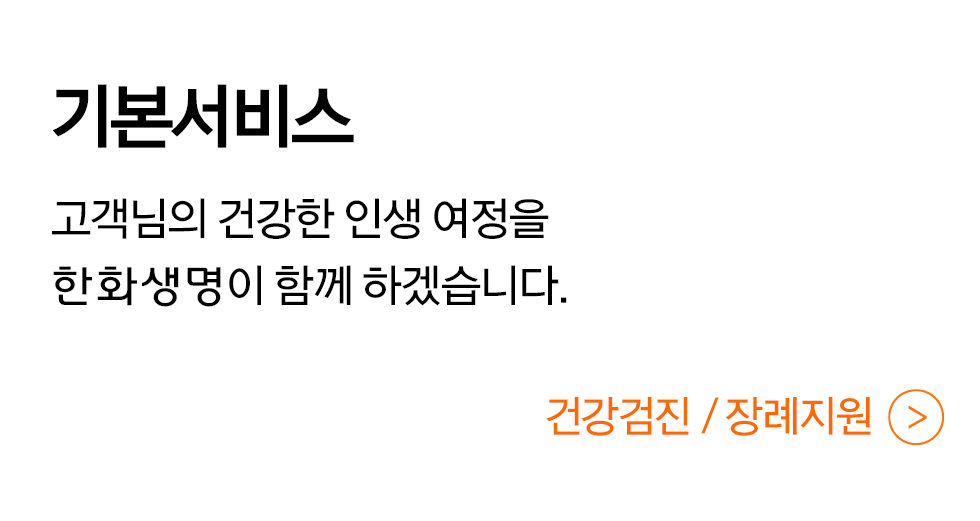 기본서비스
고객님의 건강한 인생 여정을
한화생명이 함께 하겠습니다.
건강검진 / 장례지원 >